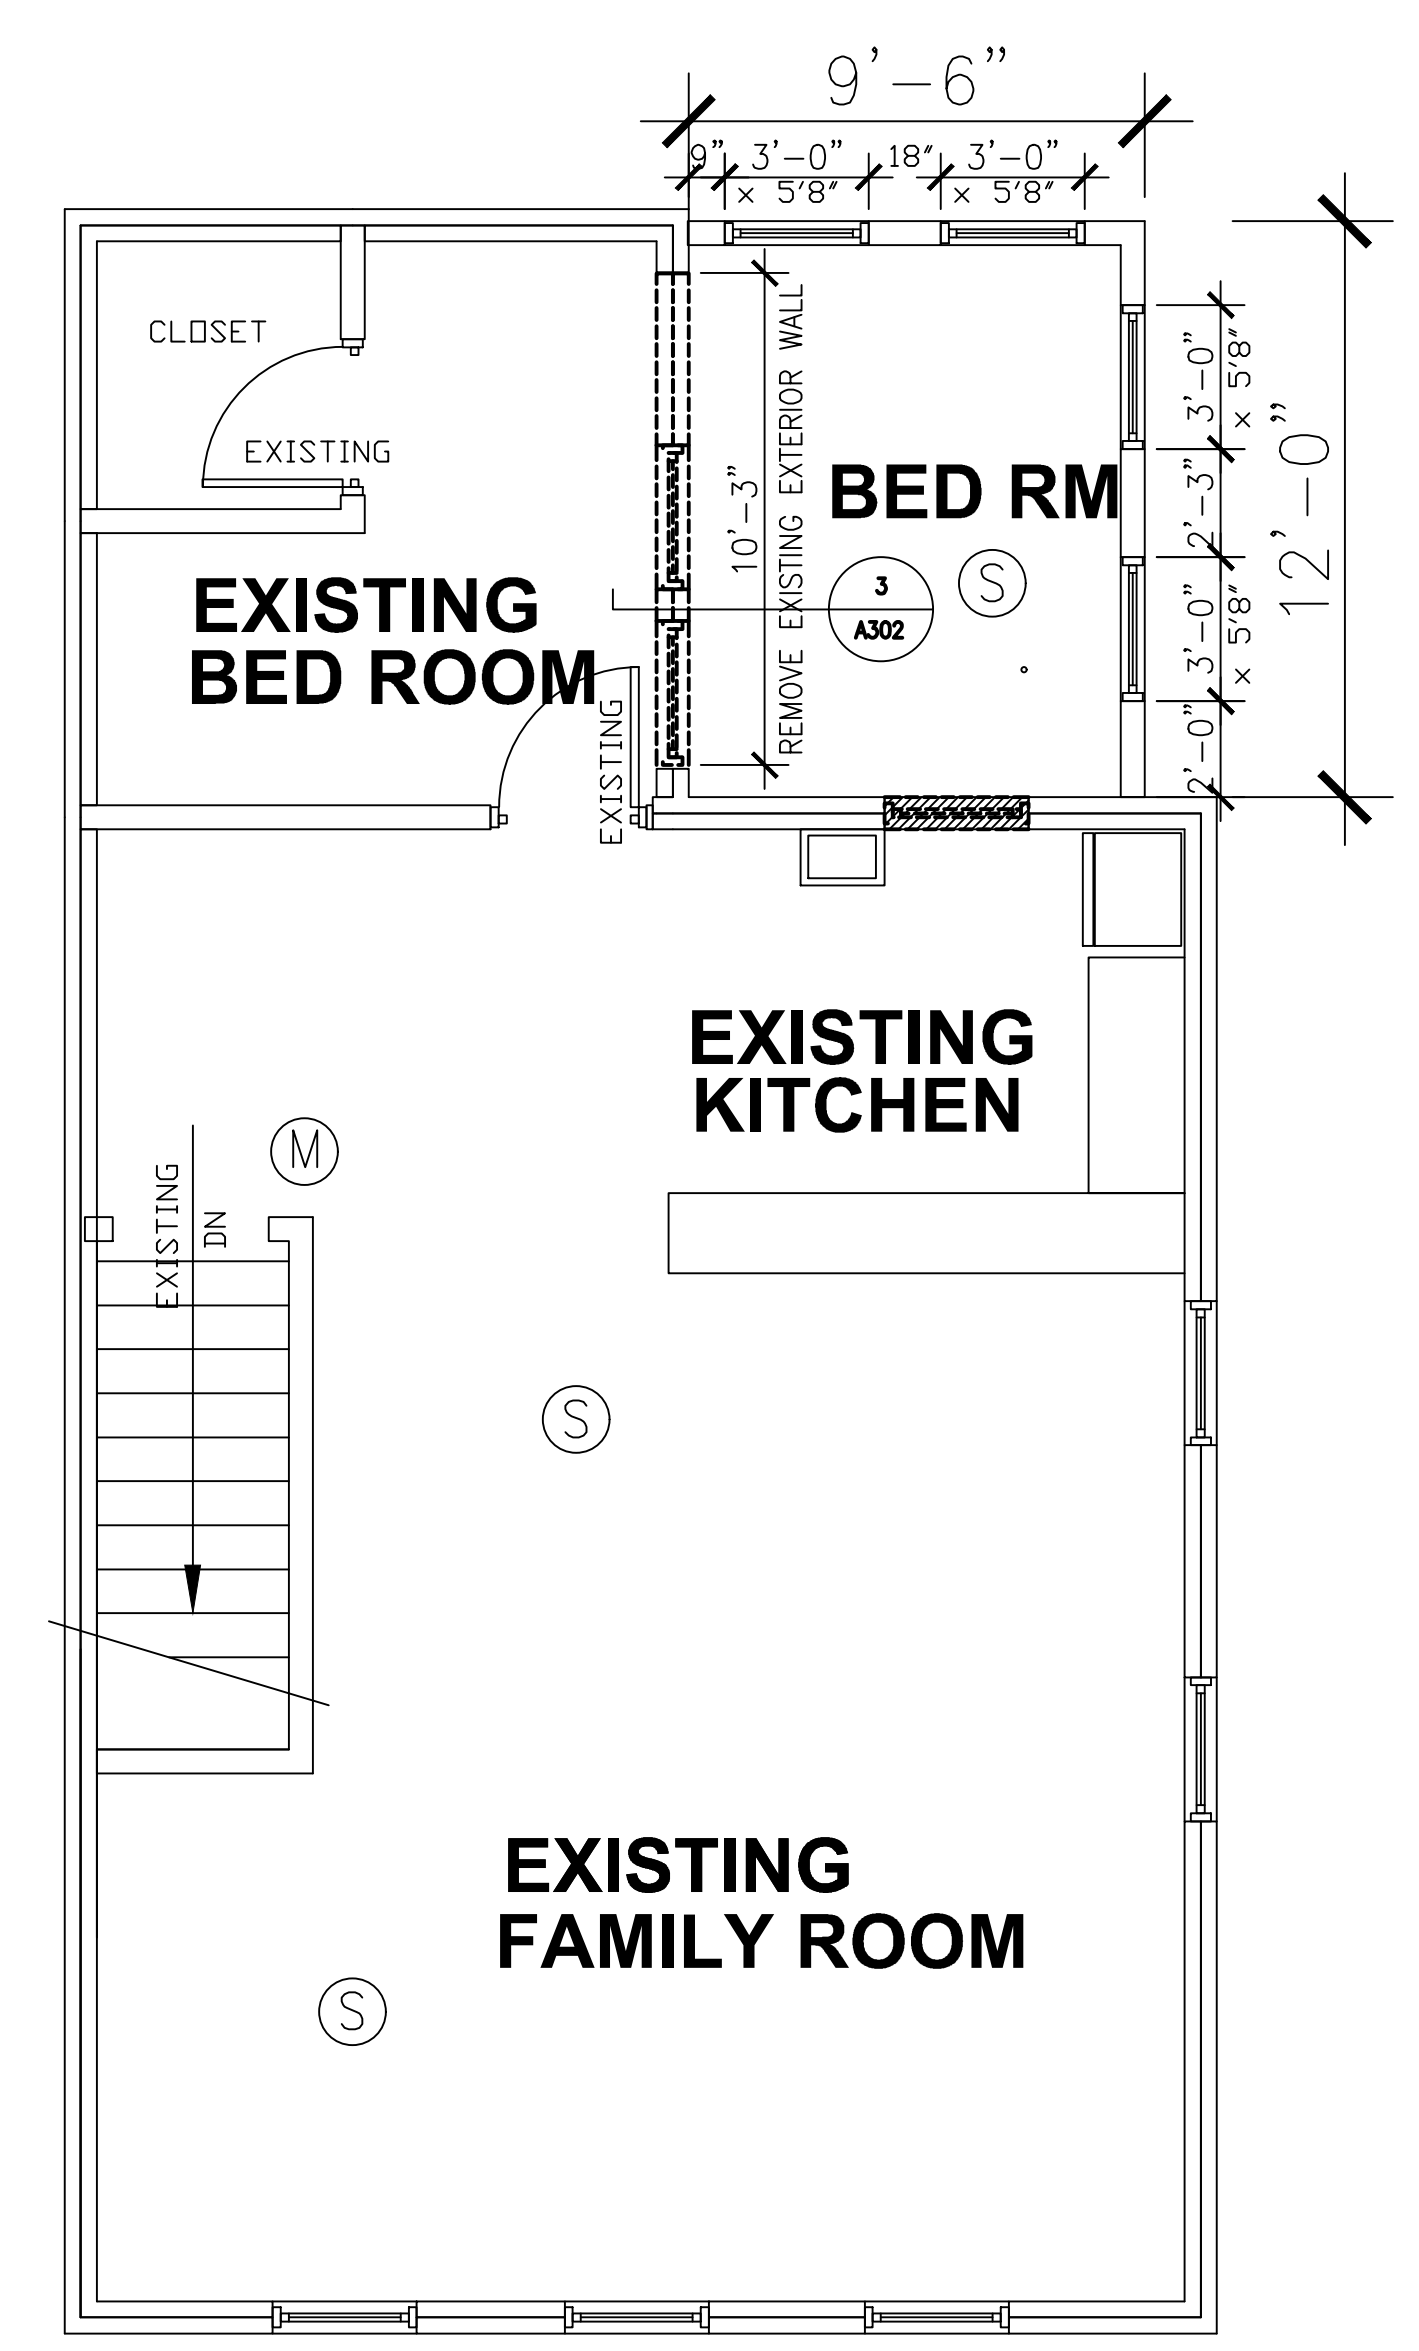 9'-6"
9" 3'-0" 18" 3'-0"
x 5'8" x 5'8"
CLOSET
EXISTING
EXISTING
BED ROOM
EXISTING
10'-3"
REMOVE EXISTING EXTERIOR WALL
BED RM
3
A302
S
3'-0"
x 5'8"
2'-3"
3'-0"
x 5'8"
2'-0"
12'-0"
EXISTING
KITCHEN
M
EXISTING
DN
S
EXISTING
FAMILY ROOM
S